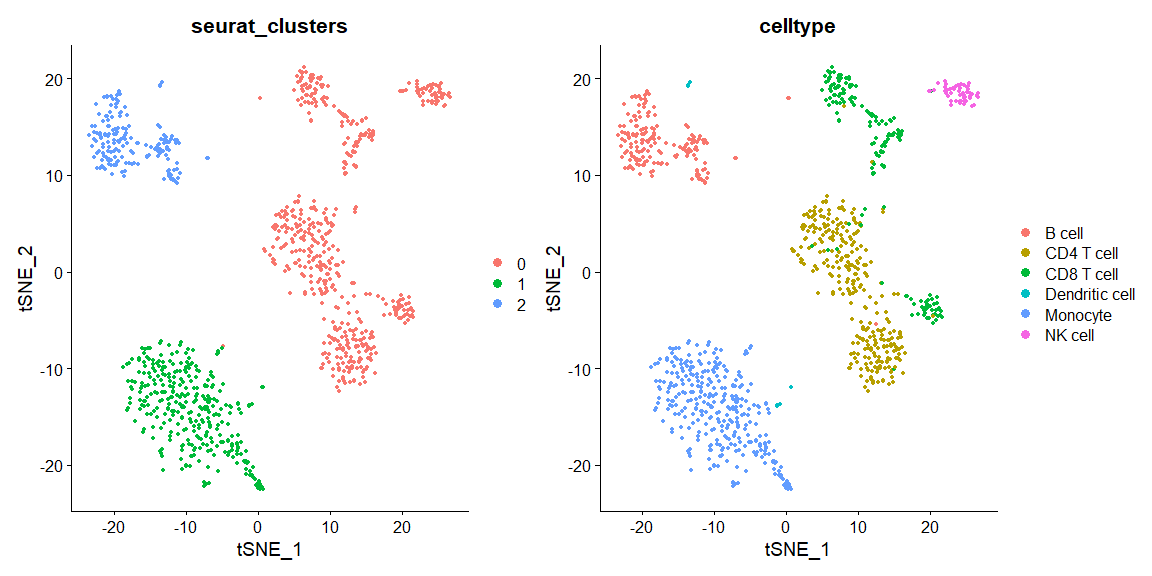 seurat_clusters
20
10
0
-10
-20
tSNE_2
-20
-10
0
10
20
tSNE_1
0
1
2
celltype
20
10
0
-10
-20
tSNE_2
-20
-10
0
10
20
tSNE_1
B cell
CD4 T cell
CD8 T cell
Dendritic cell
Monocyte
NK cell